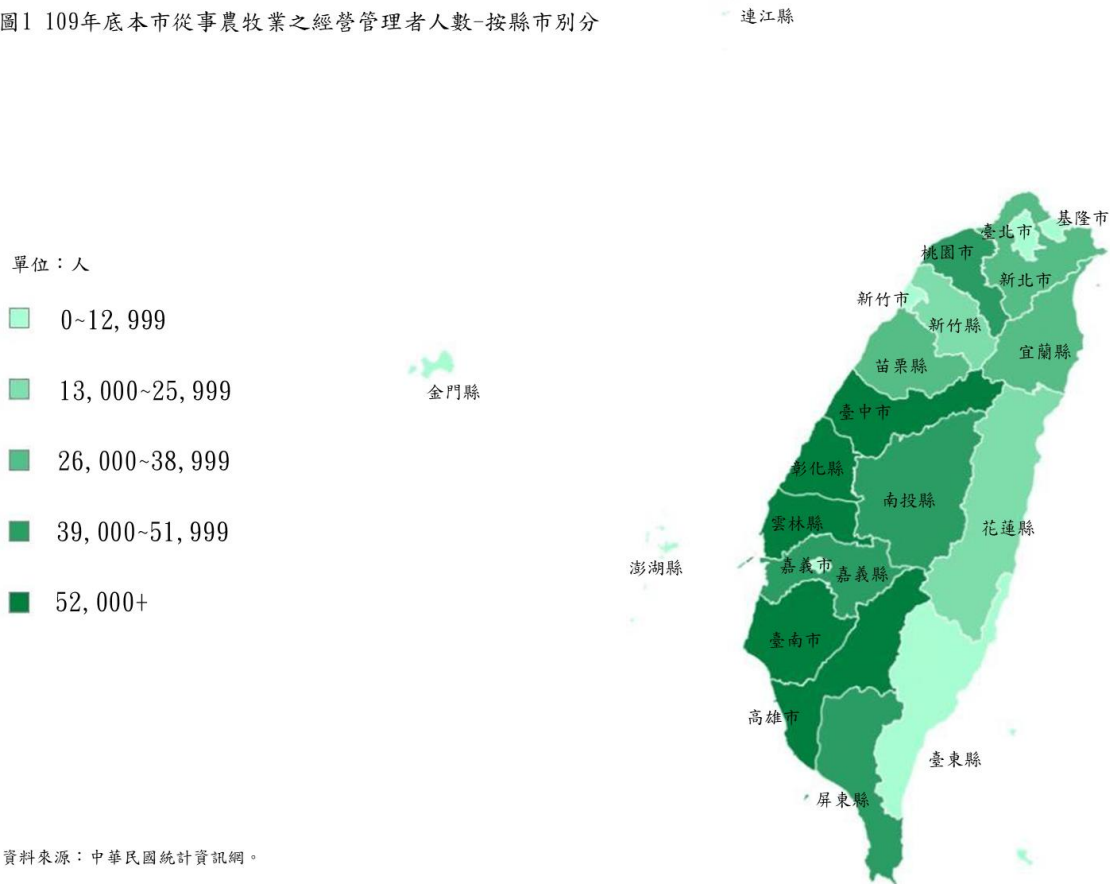 圖1 109年底本市從事農牧業之經營管理者人數-按縣市別分
連江縣
基隆市
臺北市
桃園市
單位：人
新北市
新竹市
0~12,999
新竹縣
宜蘭縣
苗栗縣
13,000~25,999
金門縣
臺中市
26,000~38,999
彰化縣
南投縣
雲林縣
花蓮縣
39,000~51,999
嘉義市
澎湖縣
嘉義縣
52,000+
臺南市
高雄市
臺東縣
屏東縣
資料來源：中華民國統計資訊網。